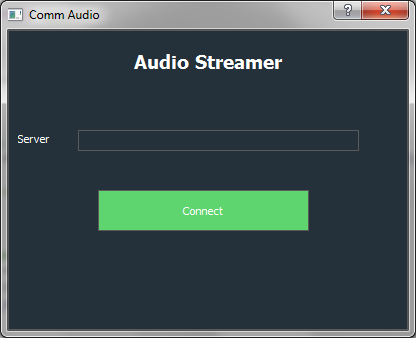 Comm Audio
Audio Streamer
Server
Connect